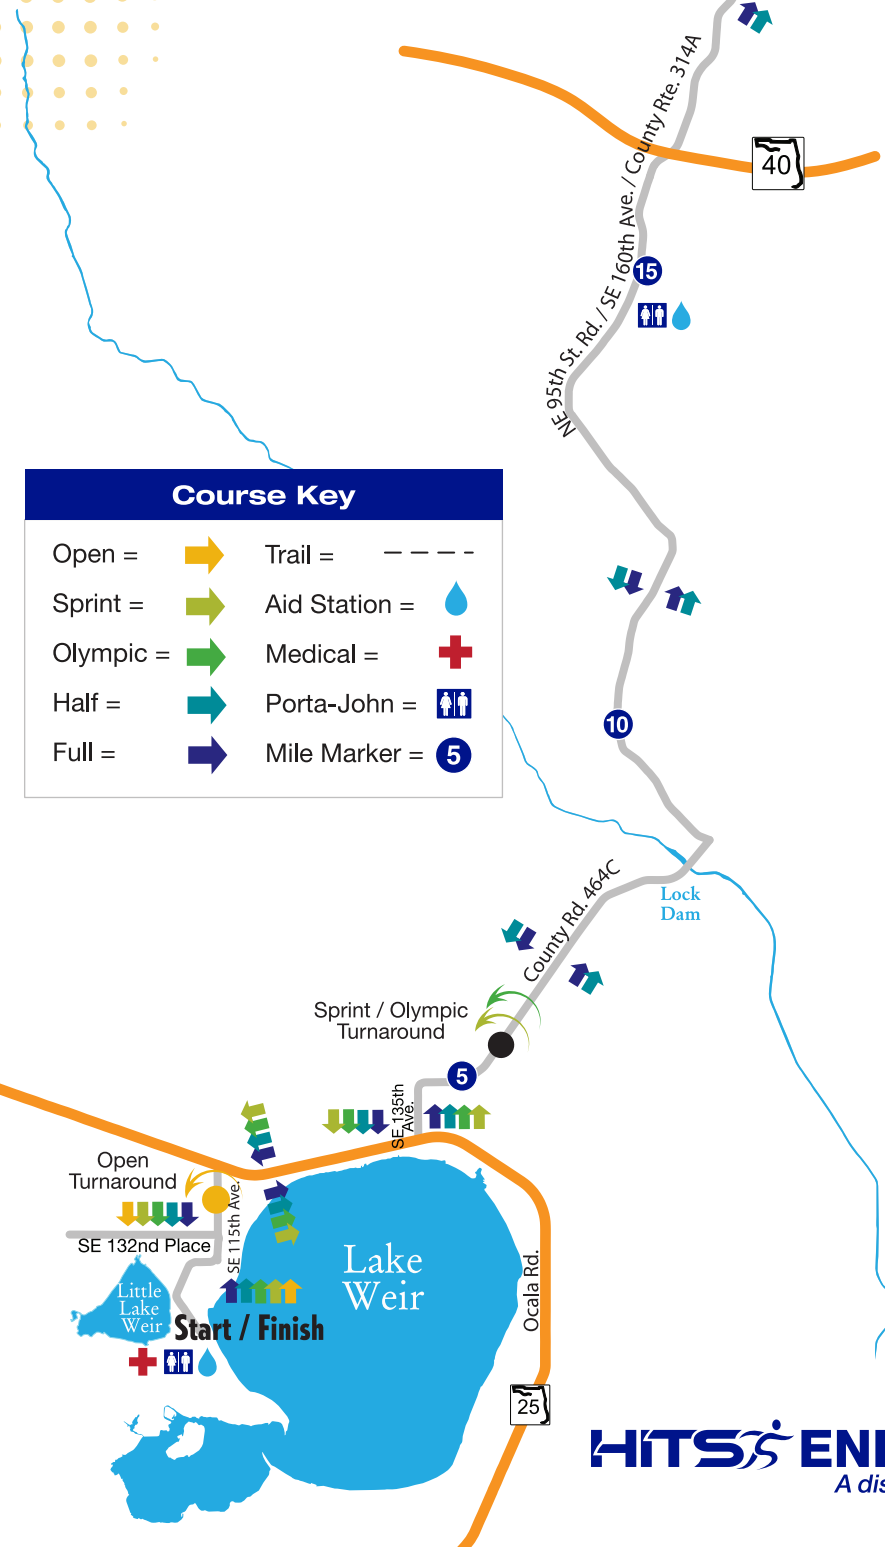 NE 95th St. Rd. / SE 160th Ave. / County Rte. 314A
40
15
Course Key
Open =
Trail =
Sprint =
Aid Station =
Olympic =
Medical =
Half =
Porta-John =
Full =
Mile Marker = 5
10
Lock
Dam
County Rd. 464C
Sprint / Olympic
Turnaround
5
SE 135th
Ave.
Open
Turnaround
SE 115th Ave.
SE 132nd Place
Lake
Weir
Little
Lake
Weir
Ocala Rd.
Start / Finish
25
HITS EN
A dis